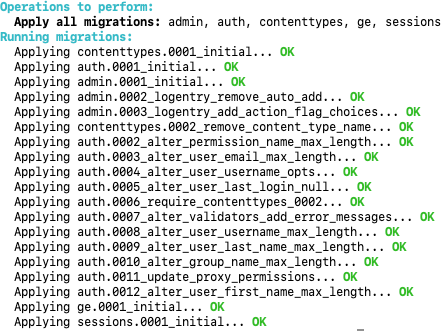 Operations to perform:
  Apply all migrations: admin, auth, contenttypes, ge, sessions
Running migrations:
  Applying contenttypes.0001_initial... OK
  Applying auth.0001_initial... OK
  Applying admin.0001_initial... OK
  Applying admin.0002_logentry_remove_auto_add... OK
  Applying admin.0003_logentry_add_action_flag_choices... OK
  Applying contenttypes.0002_remove_content_type_name... OK
  Applying auth.0002_alter_permission_name_max_length... OK
  Applying auth.0003_alter_user_email_max_length... OK
  Applying auth.0004_alter_user_username_opts... OK
  Applying auth.0005_alter_user_last_login_null... OK
  Applying auth.0006_require_contenttypes_0002... OK
  Applying auth.0007_alter_validators_add_error_messages... OK
  Applying auth.0008_alter_user_username_max_length... OK
  Applying auth.0009_alter_user_last_name_max_length... OK
  Applying auth.0010_alter_group_name_max_length... OK
  Applying auth.0011_update_proxy_permissions... OK
  Applying auth.0012_alter_user_first_name_max_length... OK
  Applying ge.0001_initial... OK
  Applying sessions.0001_initial... OK